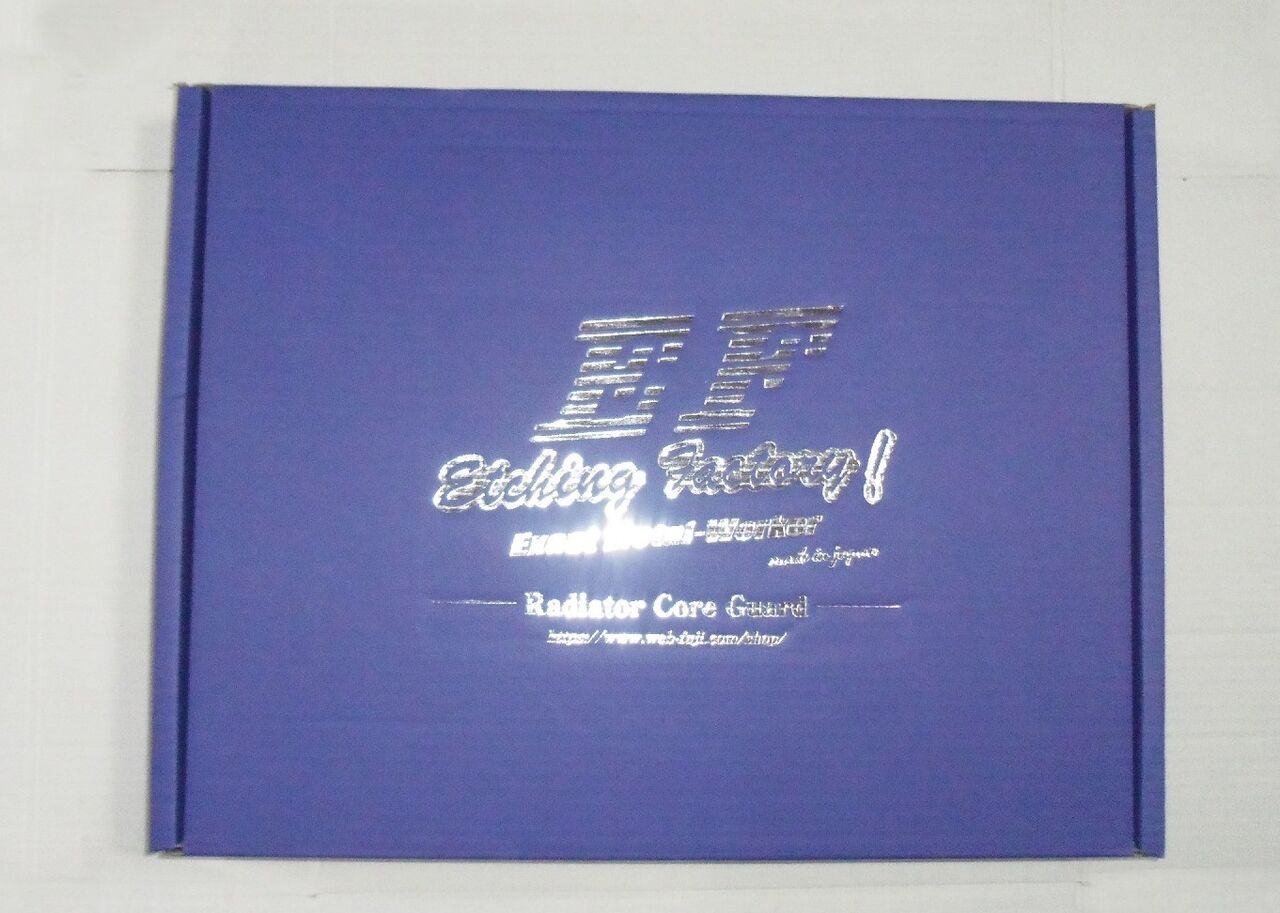 EF
Etching Factory!
Exact Metal-Worker
made in japan
Radiator Core Guard
https://www.web-fuji.com/shop/